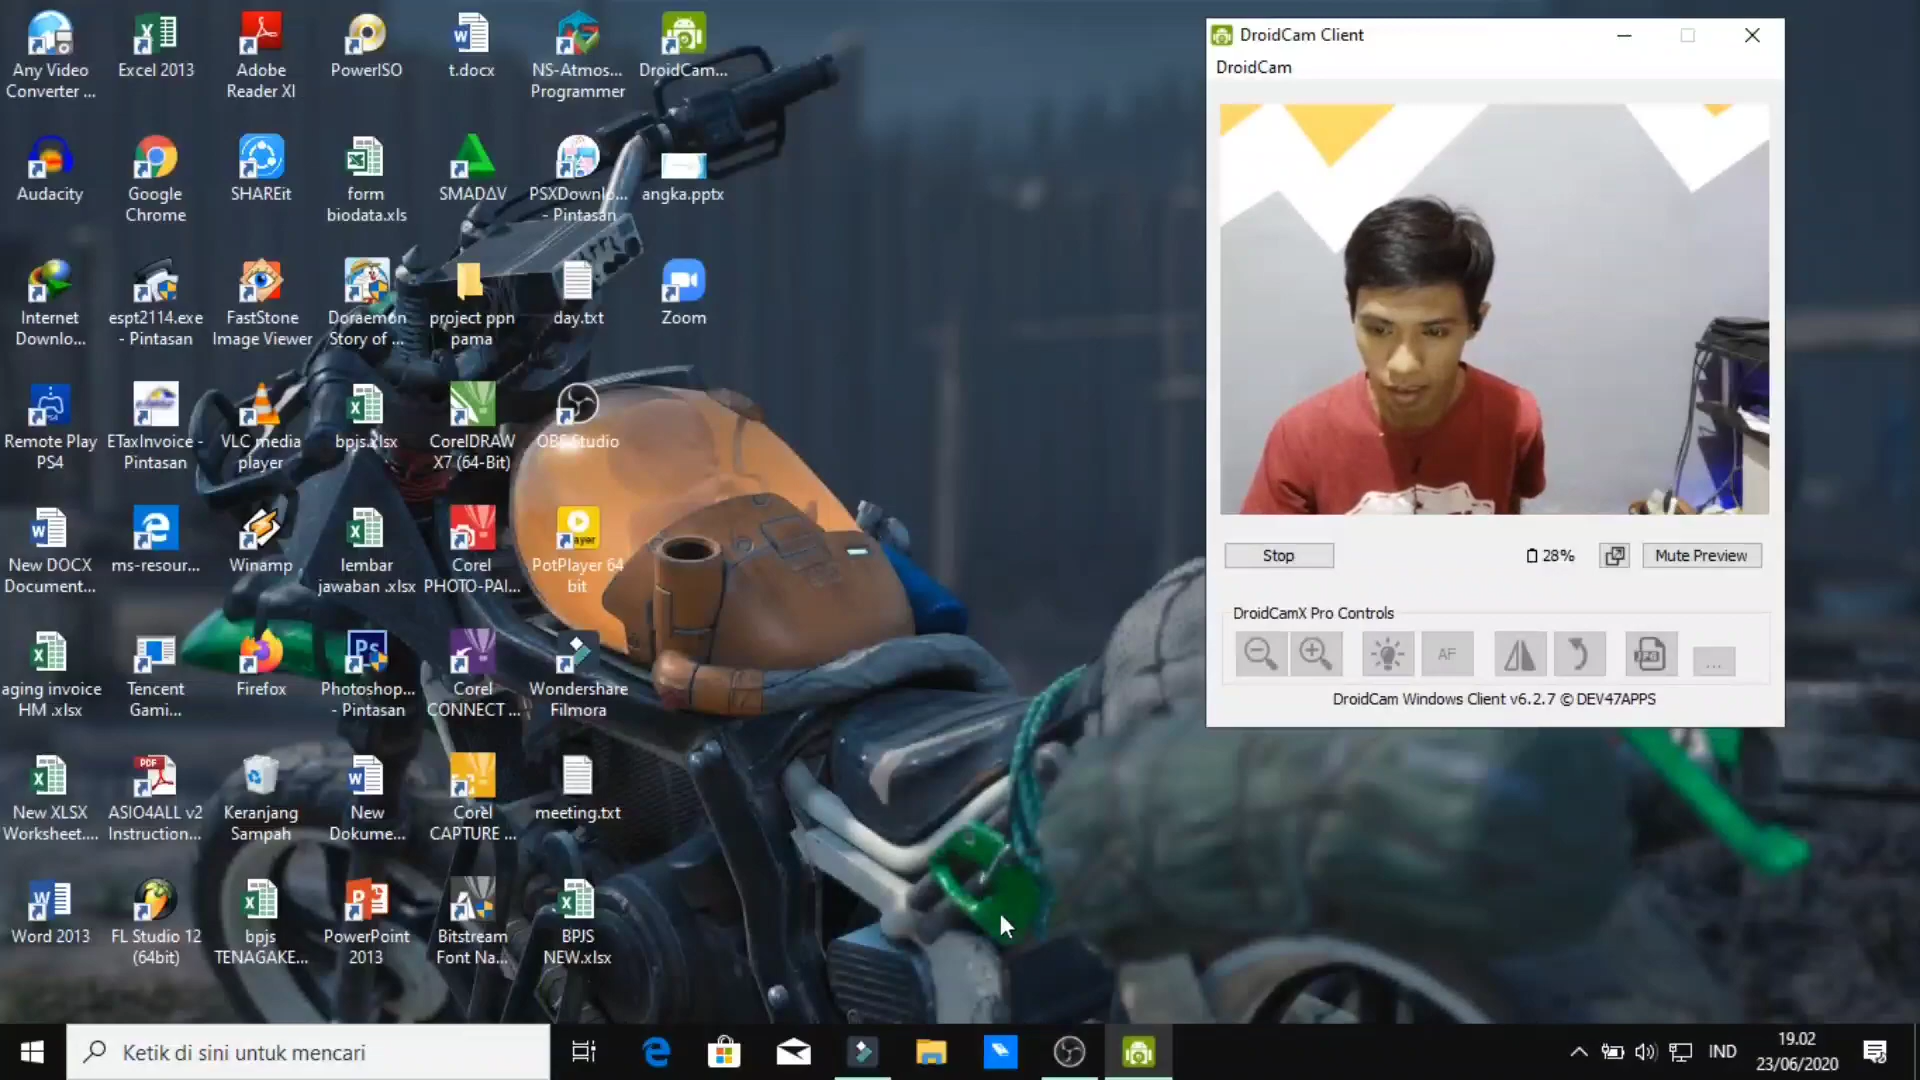 Any Video
Converter ...
Excel 2013
Adobe
Reader XI
PowerISO
t.docx
NS-Atmos...
Programmer
DroidCam...
Audacity
Google
Chrome
SHAREit
form
biodata.xls
SMADΔV
PSXDownlo...
- Pintasan
angka.pptx
Internet
Downlo...
espt2114.exe
- Pintasan
FastStone
Image Viewer
Doraemon
Story of ...
project ppn
pama
day.txt
Zoom
Remote Play
PS4
ETaxInvoice -
Pintasan
VLC media
player
bpjs.xlsx
CorelDRAW
X7 (64-Bit)
OBS Studio
New DOCX
Document...
ms-resour...
Winamp
lembar
jawaban .xlsx
Corel
PHOTO-PAI...
PotPlayer 64
bit
aging invoice
HM .xlsx
Tencent
Gami...
Firefox
Photoshop...
- Pintasan
Corel
CONNECT ...
Wondershare
Filmora
New XLSX
Worksheet....
ASIO4ALL v2
Instruction...
Keranjang
Sampah
New
Dokume...
Corel
CAPTURE ...
meeting.txt
Word 2013
FL Studio 12
(64bit)
bpjs
TENAGAKE...
PowerPoint
2013
Bitstream
Font Na...
BPJS
NEW.xlsx
DroidCam Client
DroidCam
Stop
28%
Mute Preview
DroidCamX Pro Controls
AF
JPG
...
DroidCam Windows Client v6.2.7 © DEV47APPS
Ketik di sini untuk mencari
IND
19.02
23/06/2020